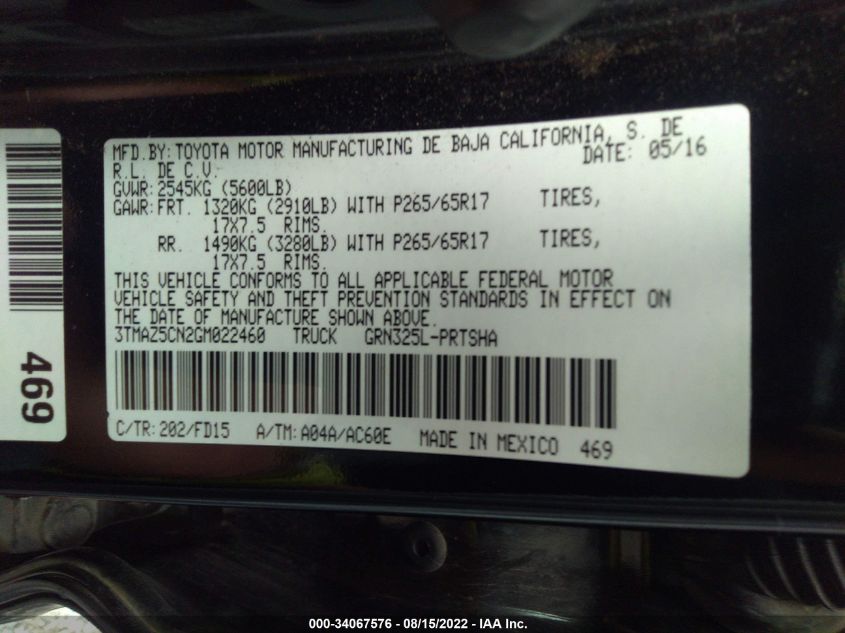 MFD.BY: TOYOTA MOTOR MANUFACTURING DE BAJA CALIFORNIA, S. DE
R.L. DE C.V. DATE: 05/16
GVWR: 2545KG (5600LB)
GAWR: FRT. 1320KG (2910LB) WITH P265/65R17 TIRES,
17X7.5 RIMS.
RR. 1490KG (3280LB) WITH P265/65R17 TIRES,
17X7.5 RIMS.
THIS VEHICLE CONFORMS TO ALL APPLICABLE FEDERAL MOTOR
VEHICLE SAFETY AND THEFT PREVENTION STANDARDS IN EFFECT ON
THE DATE OF MANUFACTURE SHOWN ABOVE.
3TMAZ5CN2GM022460 TRUCK GRN325L-PRTSHA
C/TR: 202/FD15 A/TM: A04A/AC60E MADE IN MEXICO 469
469
000-34067576 - 08/15/2022 - IAA Inc.